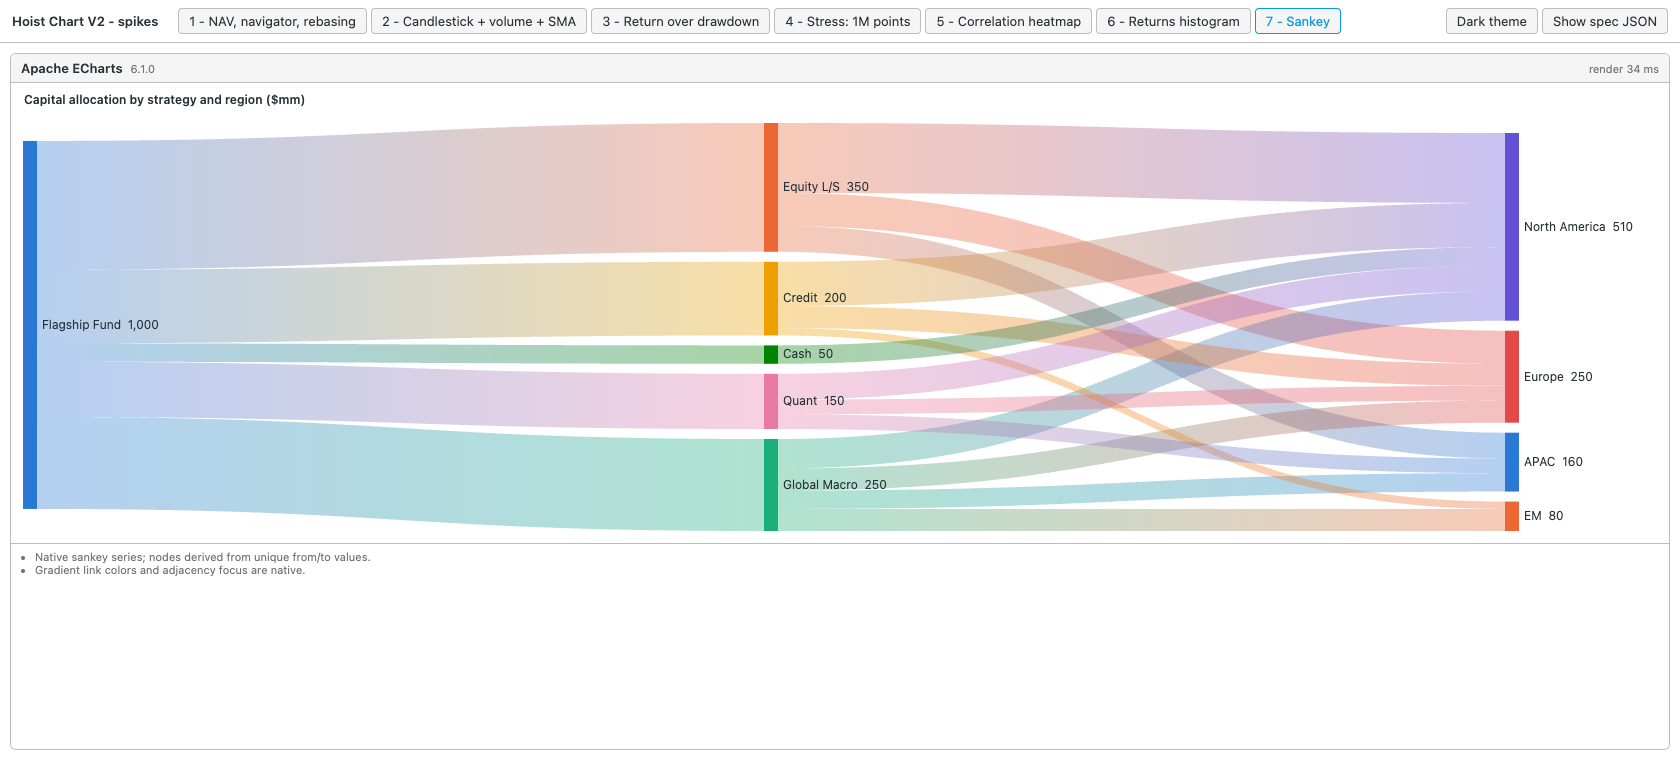 Hoist Chart V2 - spikes 1 - NAV, navigator, rebasing 2 - Candlestick + volume + SMA 3 - Return over drawdown 4 - Stress: 1M points 5 - Correlation heatmap 6 - Returns histogram 7 - Sankey Dark theme Show spec JSON
Apache ECharts 6.1.0 render 34 ms
Capital allocation by strategy and region ($mm)
Flagship Fund 1,000
Equity L/S 350
Credit 200
Cash 50
Quant 150
Global Macro 250
North America 510
Europe 250
APAC 160
EM 80
• Native sankey series; nodes derived from unique from/to values.
• Gradient link colors and adjacency focus are native.